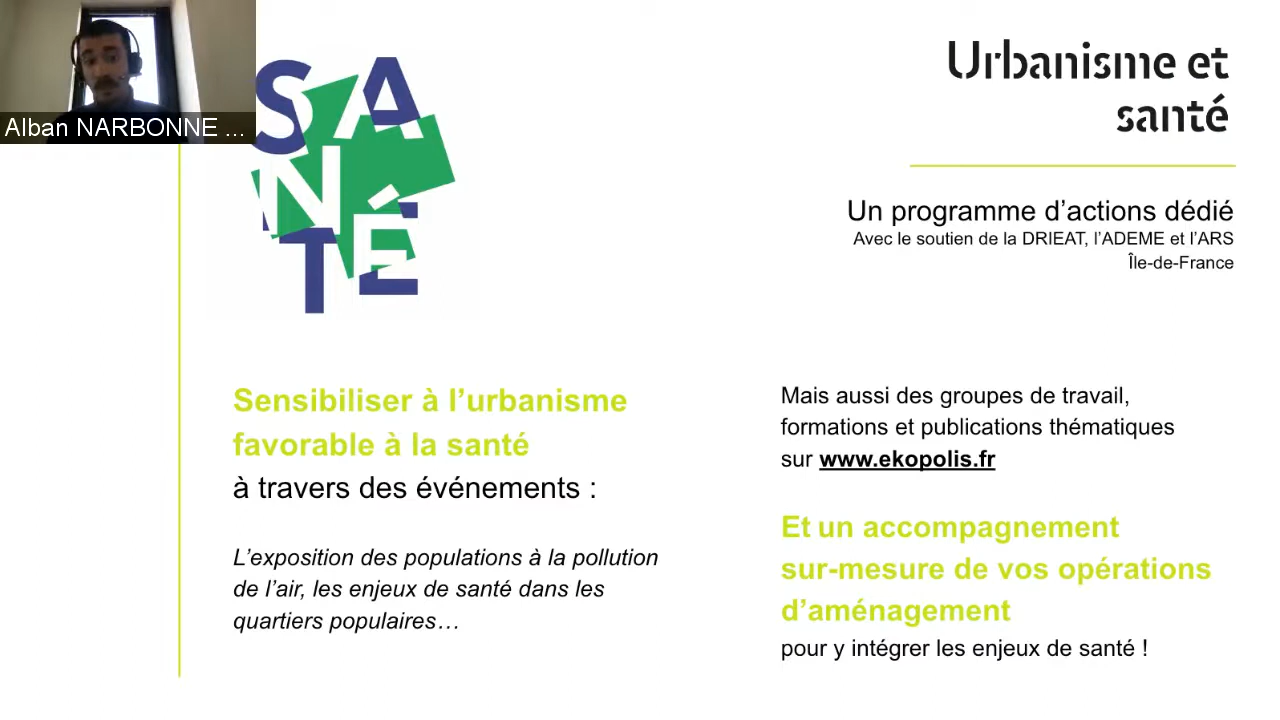 Alban NARBONNE ...
SANTÉ
Urbanisme et
santé
Un programme d’actions dédié
Avec le soutien de la DRIEAT, l’ADEME et l’ARS
Île-de-France
Sensibiliser à l’urbanisme
favorable à la santé
à travers des événements :
L’exposition des populations à la pollution
de l’air, les enjeux de santé dans les
quartiers populaires…
Mais aussi des groupes de travail,
formations et publications thématiques
sur www.ekopolis.fr
Et un accompagnement
sur-mesure de vos opérations
d’aménagement
pour y intégrer les enjeux de santé !